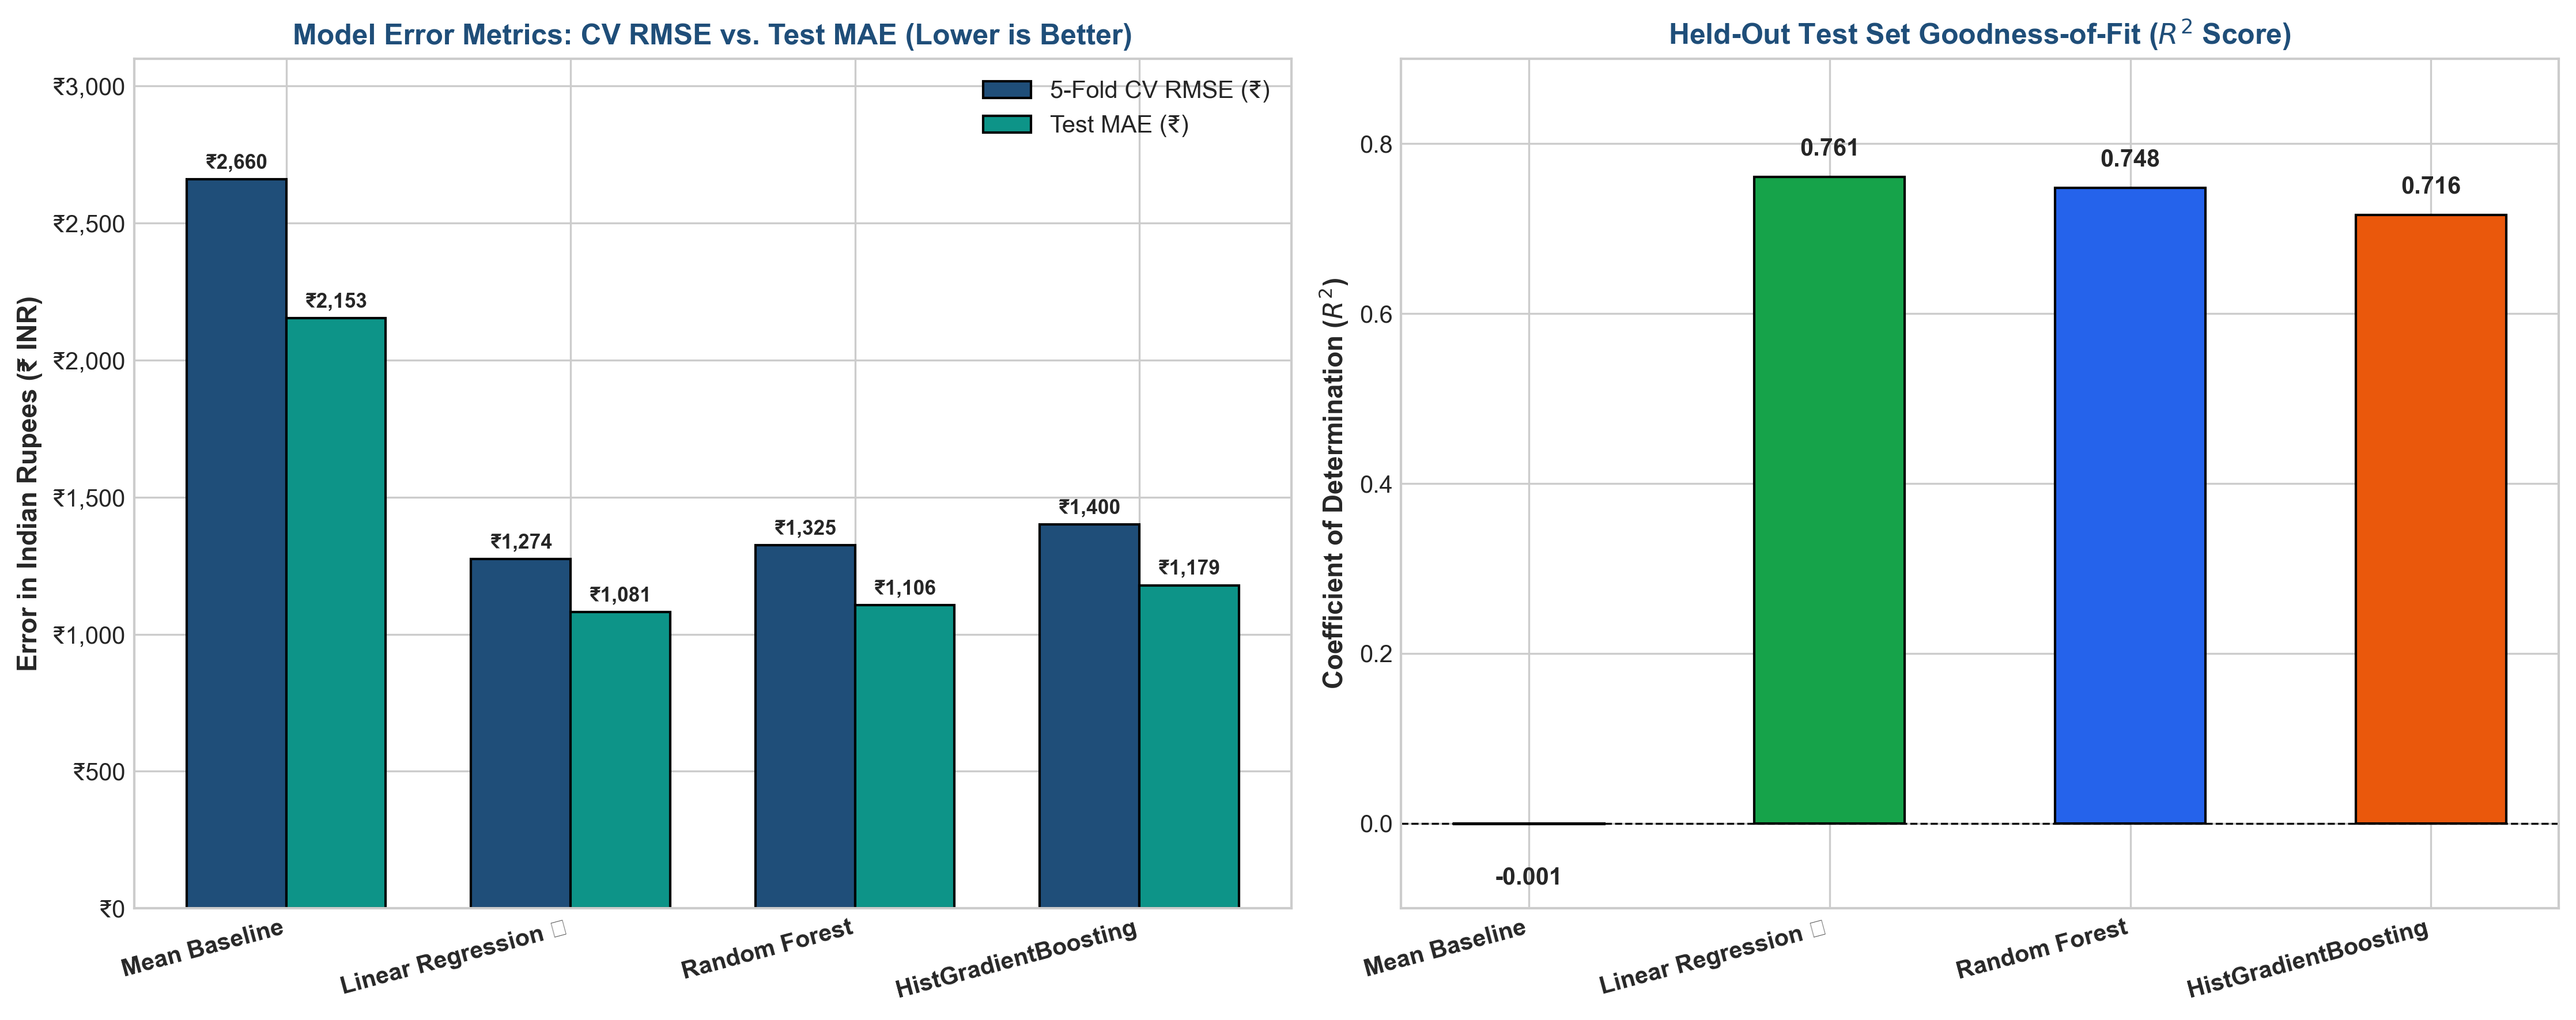 Model Error Metrics: CV RMSE vs. Test MAE (Lower is Better)
5-Fold CV RMSE (₹)
Test MAE (₹)
Error in Indian Rupees (₹ INR)
₹3,000
₹2,500
₹2,000
₹1,500
₹1,000
₹500
₹0
₹2,660
₹2,153
₹1,274
₹1,081
₹1,325
₹1,106
₹1,400
₹1,179
Mean Baseline
Linear Regression □
Random Forest
HistGradientBoosting
Held-Out Test Set Goodness-of-Fit (R² Score)
Coefficient of Determination (R²)
0.8
0.6
0.4
0.2
0.0
-0.001
0.761
0.748
0.716
Mean Baseline
Linear Regression □
Random Forest
HistGradientBoosting